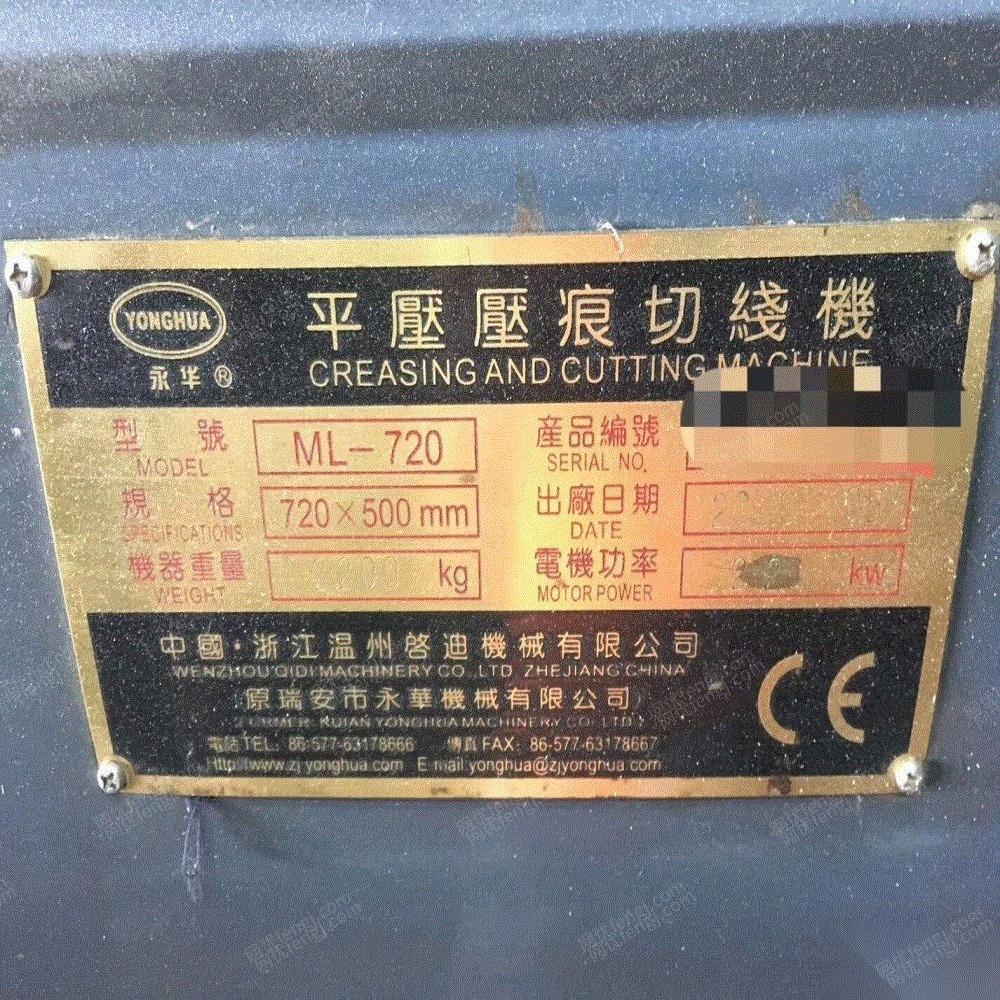 YONGHUA
永华®
平壓壓痕切綫機
CREASING AND CUTTING MACHINE
型號 ML-720
MODEL
產品編號
SERIAL NO.
規格 720×500mm
SPECIFICATIONS
出廠日期
DATE
機器重量 kg
WEIGHT
電機功率 kw
MOTOR POWER
中國·浙江温州啓迪機械有限公司
WENZHOU QIDI MACHINERY CO., LTD ZHEJIANG CHINA
(原瑞安市永華機械有限公司)
(FORMER RUIAN YONGHUA MACHINERY CO. LTD.)
電話TEL: 86-577-63178666 傳真FAX: 86-577-63178667
Http://www.zjyonghua.com E-mail yonghua@zjyonghua.com
CE